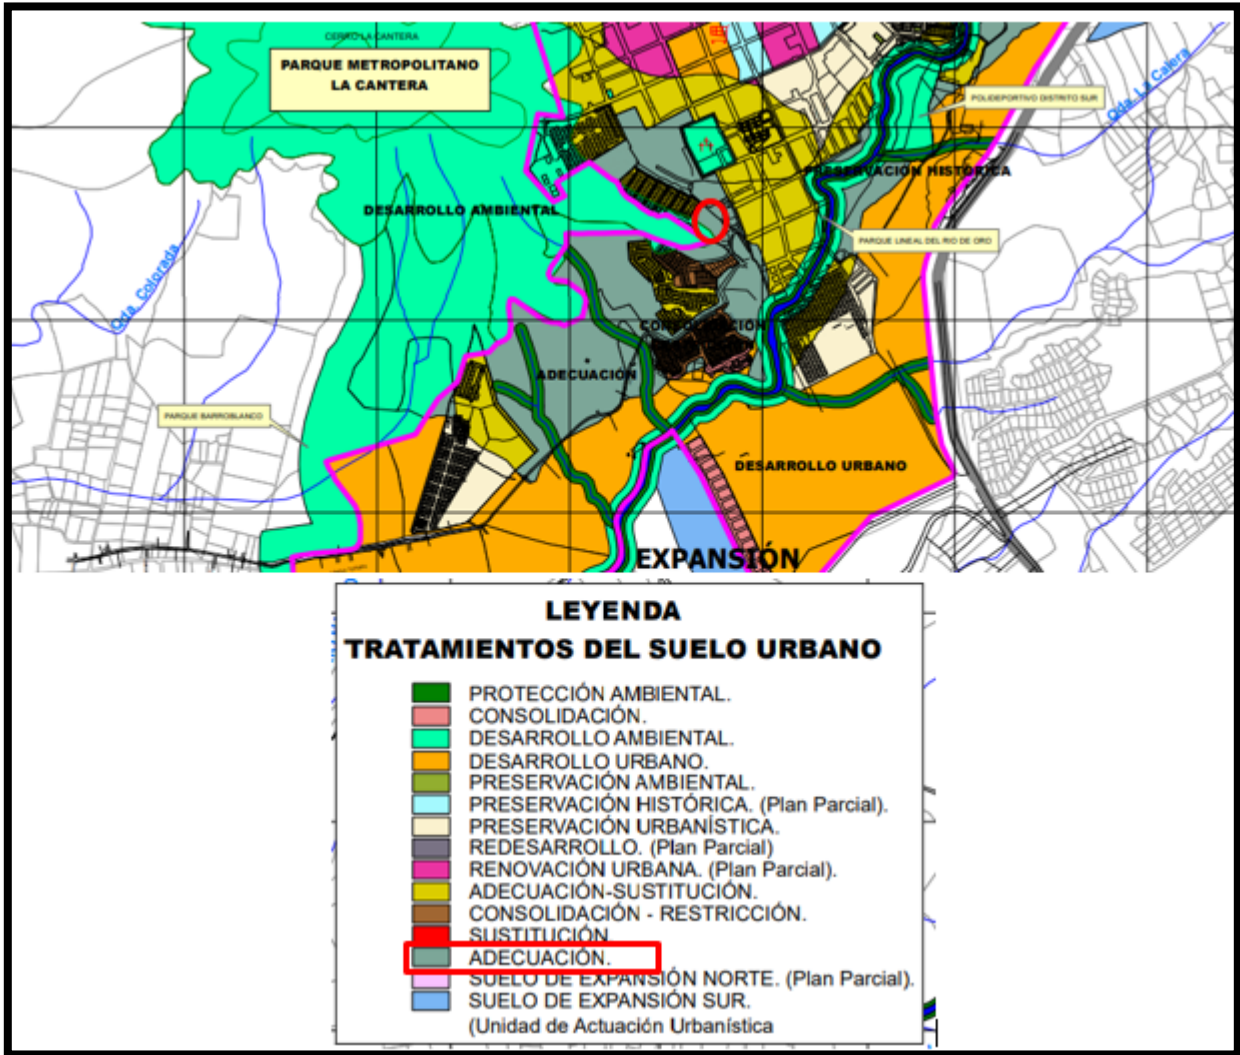 CERRO LA CANTERA
PARQUE METROPOLITANO
LA CANTERA
POLIDEPORTIVO DISTRITO SUR
Qda. La Calera
PRESERVACIÓN HISTÓRICA
DESARROLLO AMBIENTAL
PARQUE LINEAL DEL RIO DE ORO
Qda. Colorada
CONSOLIDACIÓN
ADECUACIÓN
PARQUE BARROBLANCO
DESARROLLO URBANO
EXPANSIÓN
LEYENDA
TRATAMIENTOS DEL SUELO URBANO
PROTECCIÓN AMBIENTAL.
CONSOLIDACIÓN.
DESARROLLO AMBIENTAL.
DESARROLLO URBANO.
PRESERVACIÓN AMBIENTAL.
PRESERVACIÓN HISTÓRICA. (Plan Parcial).
PRESERVACIÓN URBANÍSTICA.
REDESARROLLO. (Plan Parcial)
RENOVACIÓN URBANA. (Plan Parcial).
ADECUACIÓN-SUSTITUCIÓN.
CONSOLIDACIÓN - RESTRICCIÓN.
SUSTITUCIÓN
ADECUACIÓN.
SUELO DE EXPANSIÓN NORTE. (Plan Parcial).
SUELO DE EXPANSIÓN SUR.
(Unidad de Actuación Urbanística